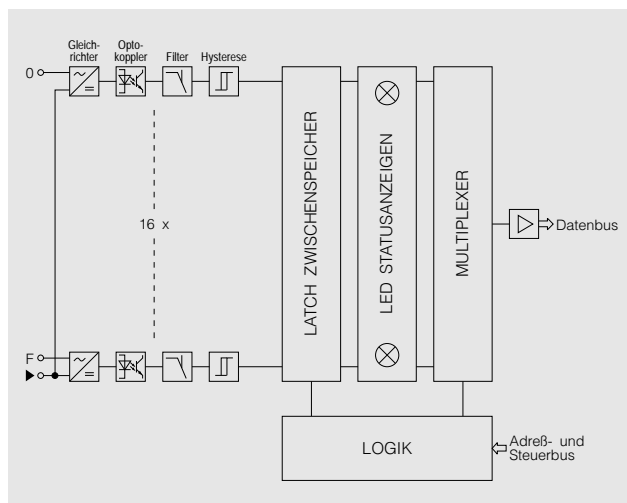 Gleich-
richter
Opto-
koppler
Filter
Hysterese
0
16 x
F
LATCH ZWISCHENSPEICHER
LED STATUSANZEIGEN
MULTIPLEXER
Datenbus
LOGIK
Adreß- und
Steuerbus